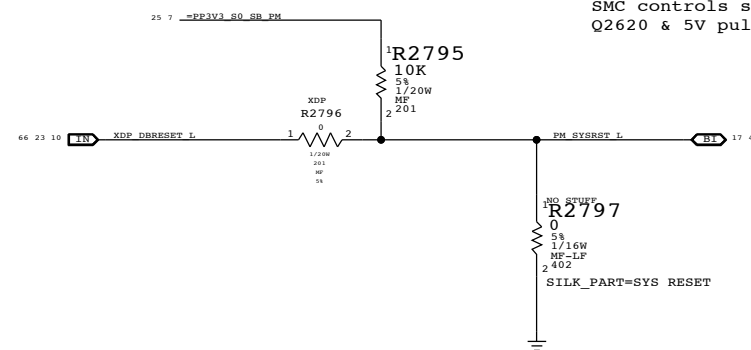 SMC controls s
Q2620 & 5V pul
25 7 =PP3V3_S0_SB_PM
1 R2795
10K
5%
1/20W
MF
2 201
XDP
R2796
0
66 23 10 IN XDP_DBRESET_L 1 2 PM_SYSRST_L BI 17 4
1/20W
201
MF
5%
NO STUFF
1 R2797
0
5%
1/16W
MF-LF
2 402
SILK_PART=SYS RESET